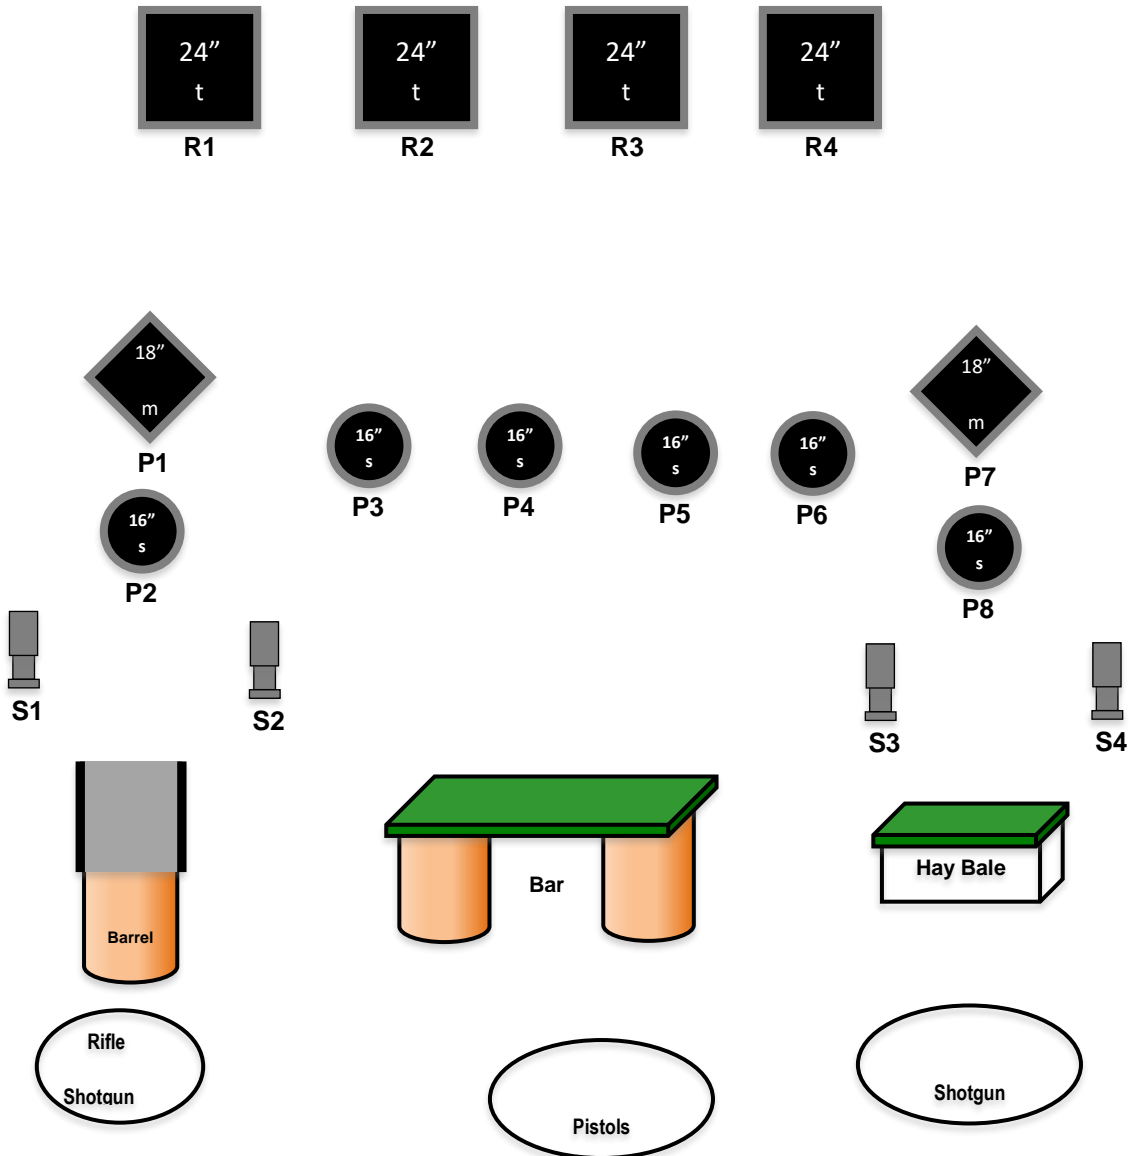 24” 24” 24” 24”
t t t t
R1 R2 R3 R4
18” 18”
m m
P1 P7
16” 16” 16” 16”
s s s s
P3 P4 P5 P6
16” 16”
s s
P2 P8
S1 S2 S3 S4
Bar
Hay Bale
Barrel
Rifle
Shotgun
Pistols
Shotgun